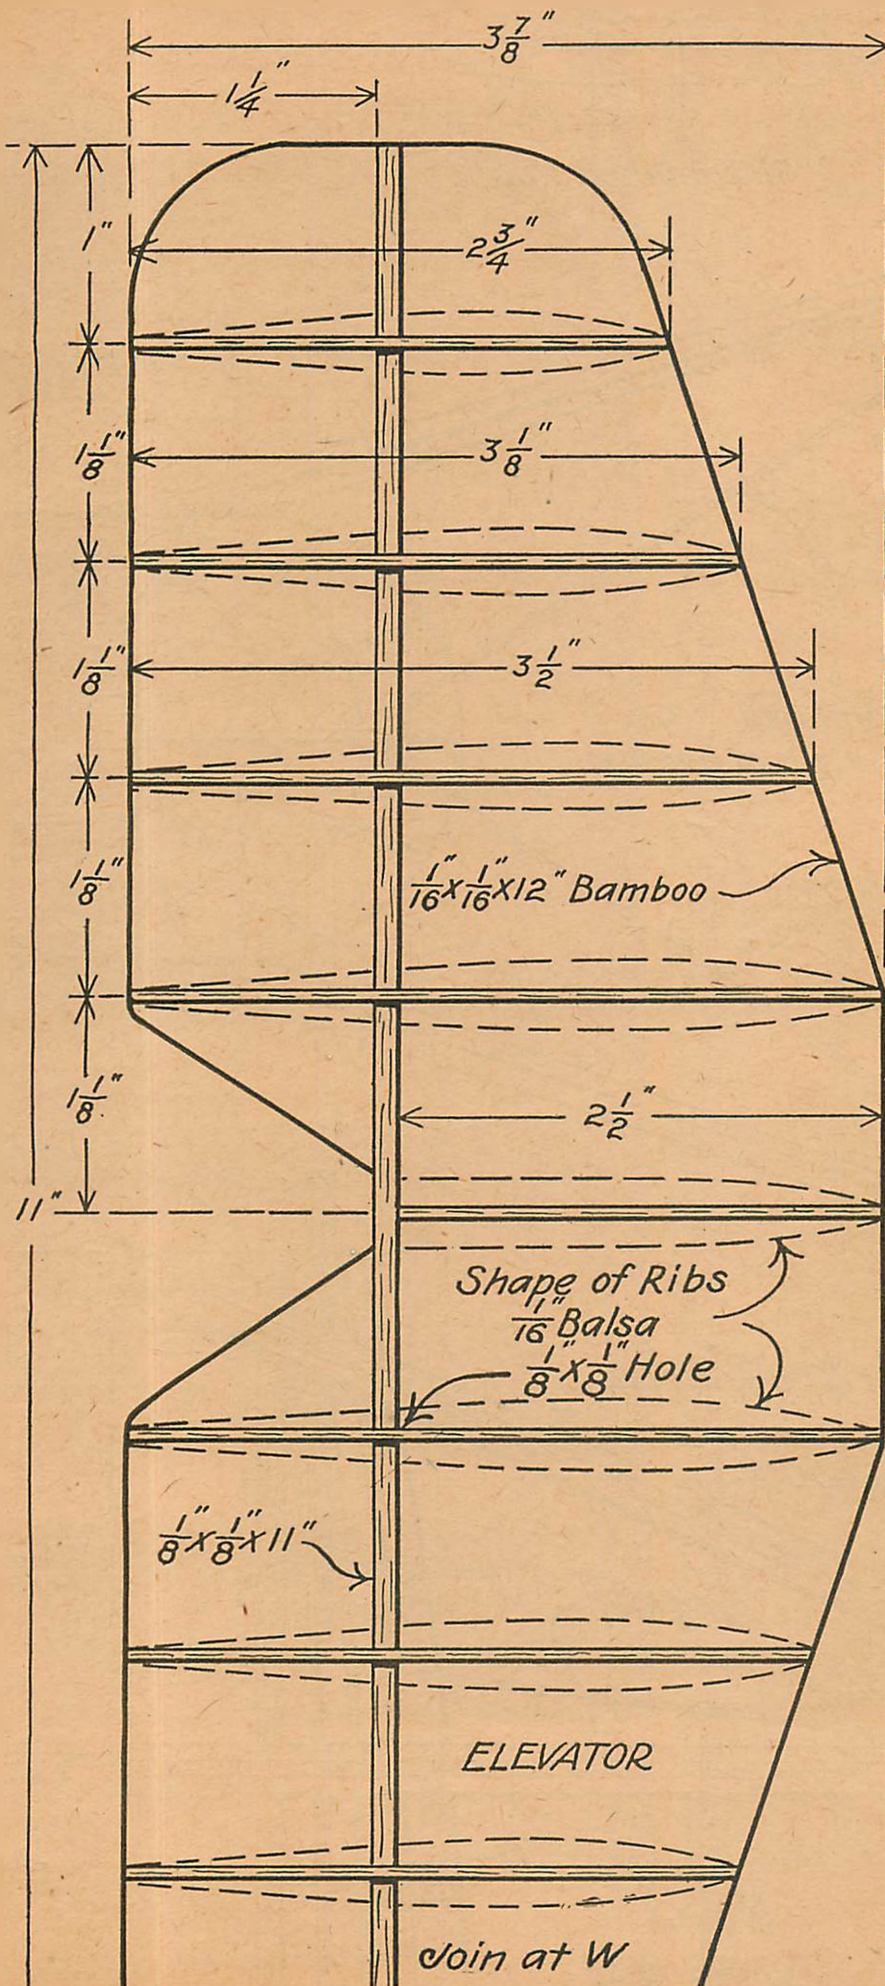 3 7/8"
1 1/4"
1"
2 3/4"
1 1/8"
3 1/8"
1 1/8"
3 1/2"
1 1/8"
1/16"x1/16"x12" Bamboo
1 1/8"
2 1/2"
11"
Shape of Ribs
1/16" Balsa
1/8"x1/8" Hole
1/8"x1/8"x11"
ELEVATOR
Join at W